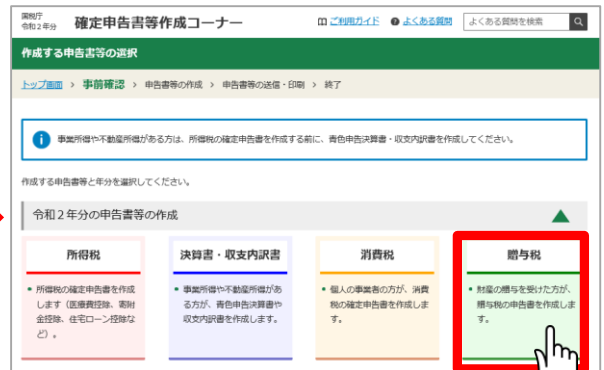 国税庁
令和2年分
確定申告書等作成コーナー
ご利用ガイド
よくある質問
よくある質問を検索
作成する申告書等の選択
トップ画面 > 事前確認 > 申告書等の作成 > 申告書等の送信・印刷 > 終了
事業所得や不動産所得がある方は、所得税の確定申告書を作成する前に、青色申告決算書・収支内訳書を作成してください。
作成する申告書等と年分を選択してください。
令和2年分の申告書等の作成
所得税
• 所得税の確定申告書を作成
します（医療費控除、寄附
金控除、住宅ローン控除な
ど）。
決算書・収支内訳書
• 事業所得や不動産所得があ
る方が、青色申告決算書や
収支内訳書を作成します。
消費税
• 個人の事業者の方が、消費
税の確定申告書を作成しま
す。
贈与税
• 財産の贈与を受けた方が、
贈与税の申告書を作成しま
す。